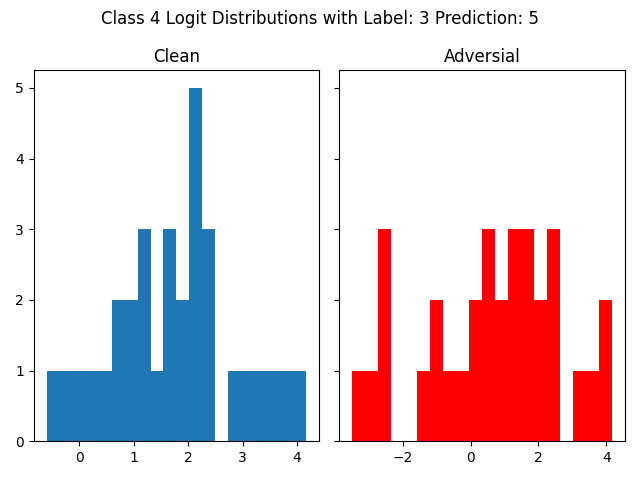 Class 4 Logit Distributions with Label: 3 Prediction: 5
Clean
Adversial
5
4
3
2
1
0
0 1 2 3 4
−2 0 2 4